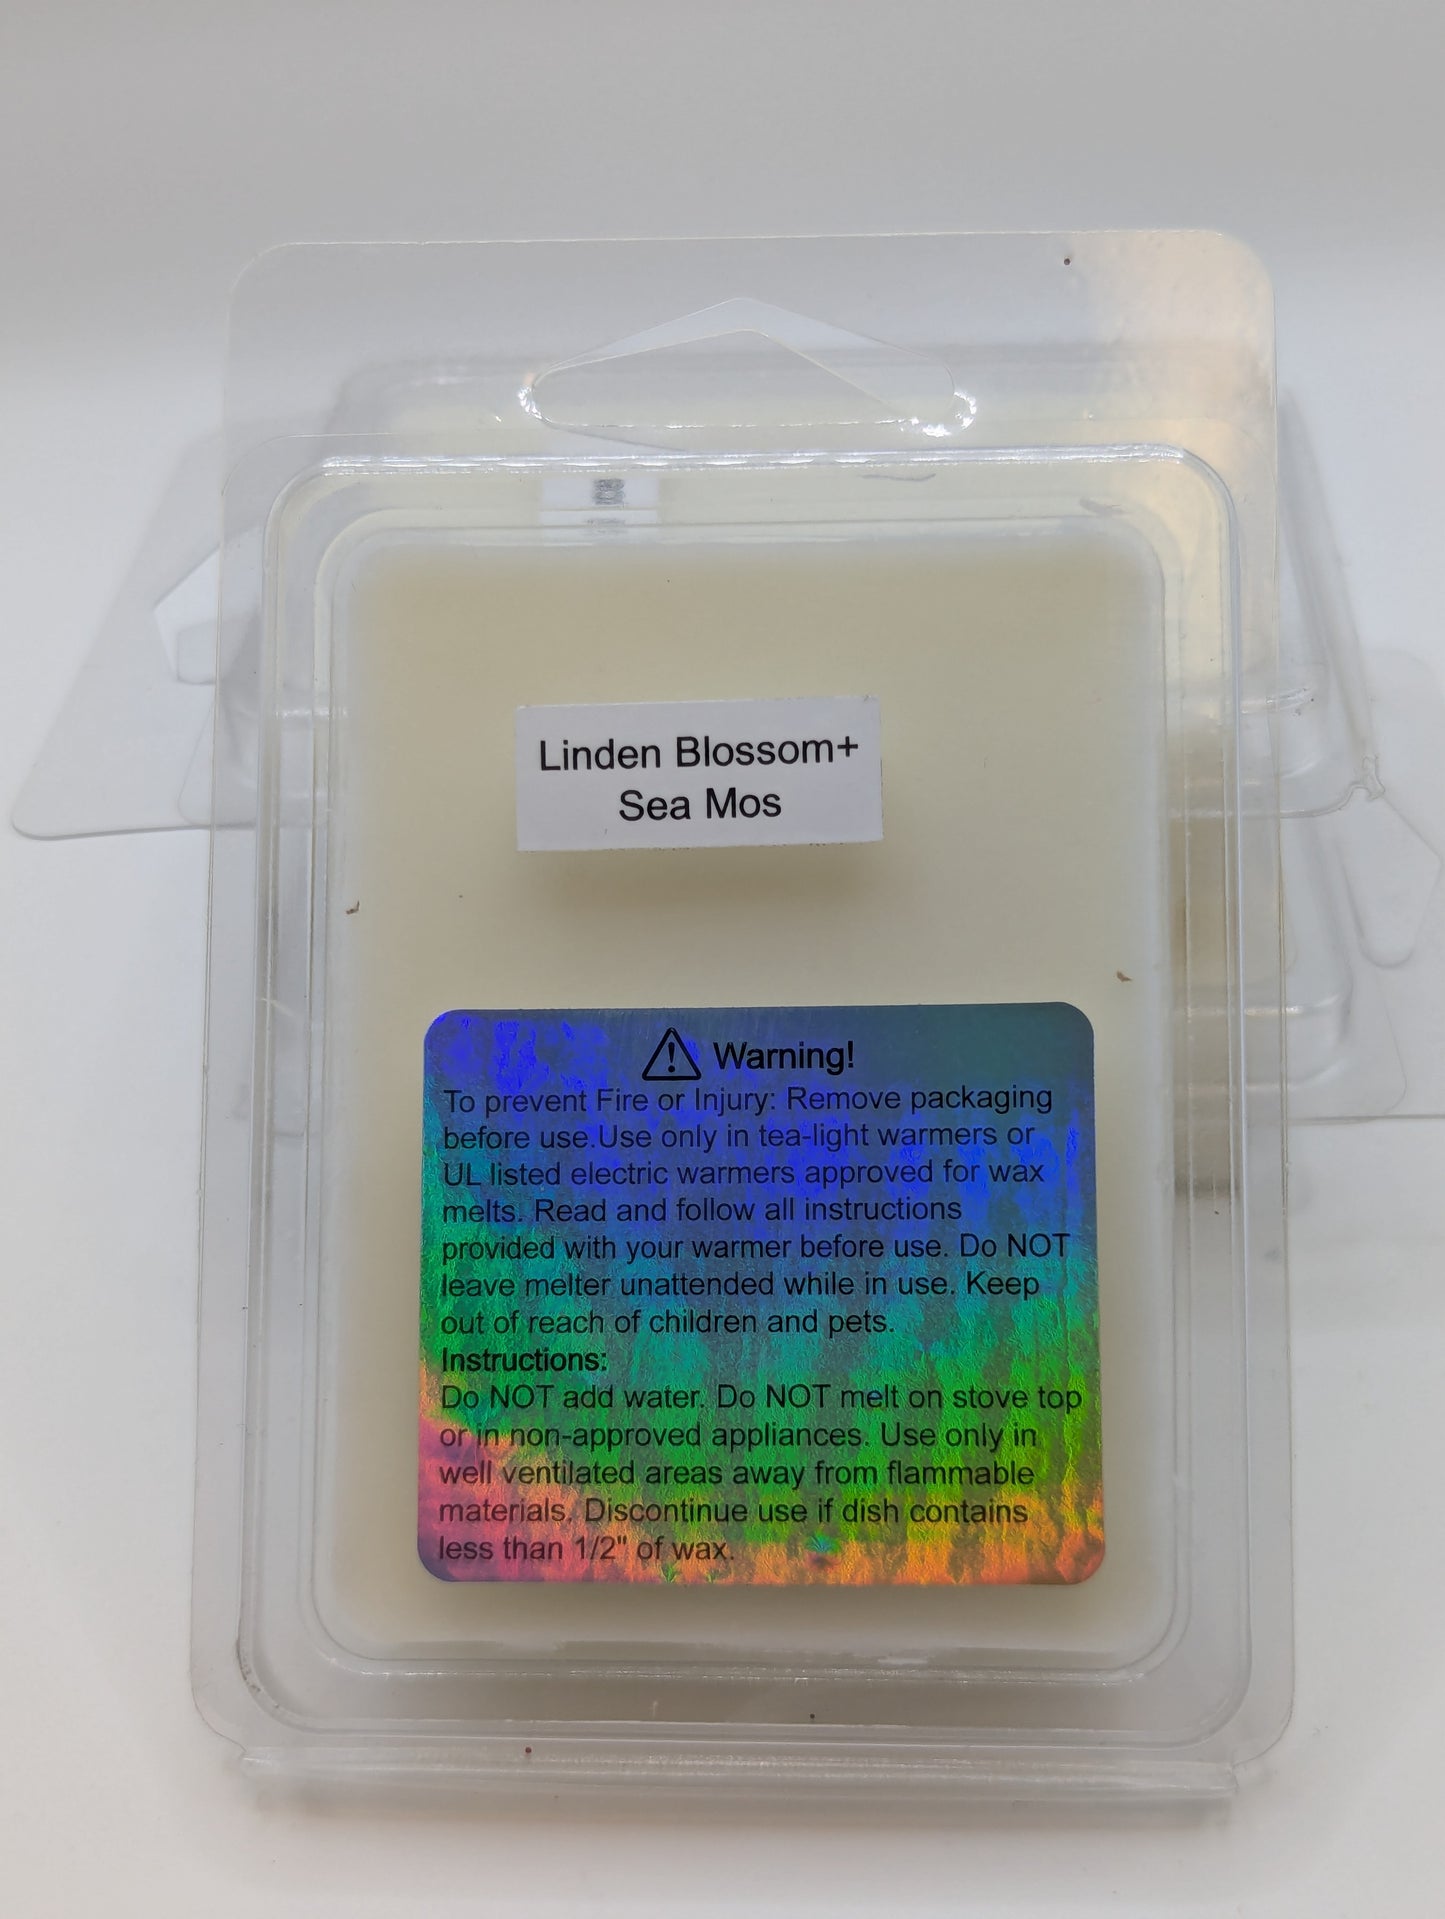 Linden Blossom+
Sea Mos
Warning!
To prevent Fire or Injury: Remove packaging
before use.Use only in tea-light warmers or
UL listed electric warmers approved for wax
melts. Read and follow all instructions
provided with your warmer before use. Do NOT
leave melter unattended while in use. Keep
out of reach of children and pets.
Instructions:
Do NOT add water. Do NOT melt on stove top
or in non-approved appliances. Use only in
well ventilated areas away from flammable
materials. Discontinue use if dish contains
less than 1/2" of wax.